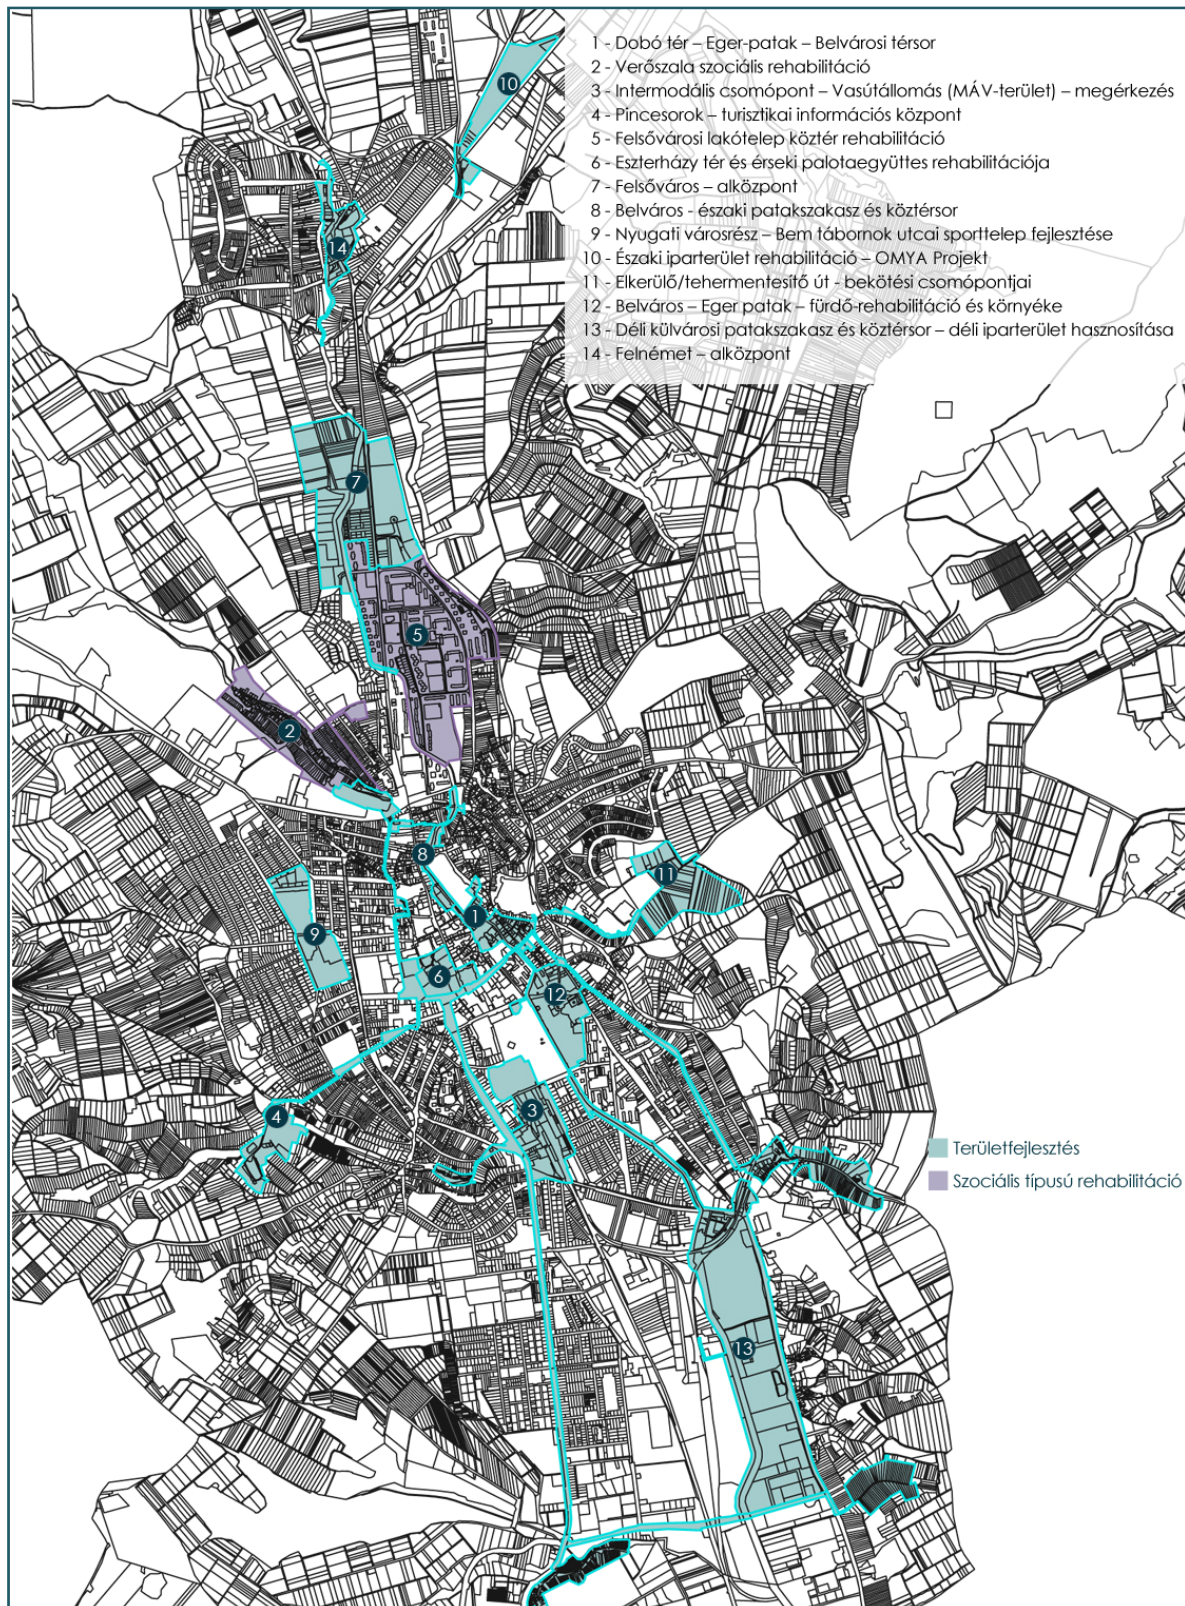 1 - Dobó tér – Eger-patak – Belvárosi térsor
2 - Verőszala szociális rehabilitáció
3 - Intermodális csomópont – Vasútállomás (MÁV-terület) – megérkezés
4 - Pincesorok – turisztikai információs központ
5 - Felsővárosi lakótelep köztér rehabilitáció
6 - Eszterházy tér és érseki palotaegyüttes rehabilitációja
7 - Felsőváros – alközpont
8 - Belváros - északi patakszakasz és köztérsor
9 - Nyugati városrész – Bem tábornok utcai sporttelep fejlesztése
10 - Északi iparterület rehabilitáció – OMYA Projekt
11 - Elkerülő/tehermentesítő út - bekötési csomópontjai
12 - Belváros – Eger patak – fürdő-rehabilitáció és környéke
13 - Déli külvárosi patakszakasz és köztérsor – déli iparterület hasznosítása
14 - Felnémet – alközpont
10
14
7
5
2
8
11
1
9
6
12
3
4
Területfejlesztés
Szociális típusú rehabilitáció
13